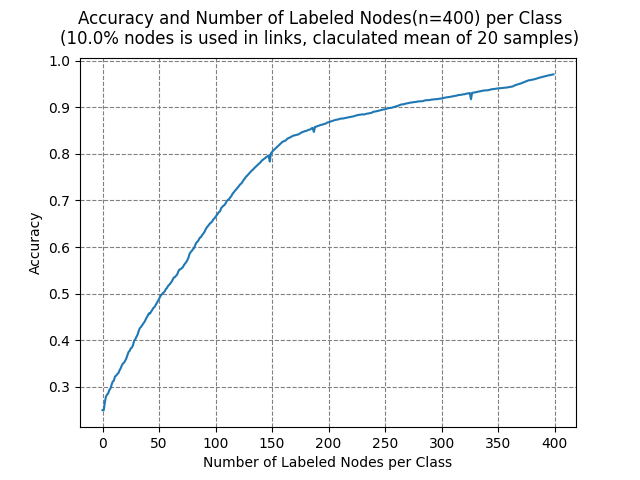 Accuracy and Number of Labeled Nodes(n=400) per Class
(10.0% nodes is used in links, claculated mean of 20 samples)
1.0
0.9
0.8
0.7
0.6
0.5
0.4
0.3
Accuracy
0 50 100 150 200 250 300 350 400
Number of Labeled Nodes per Class